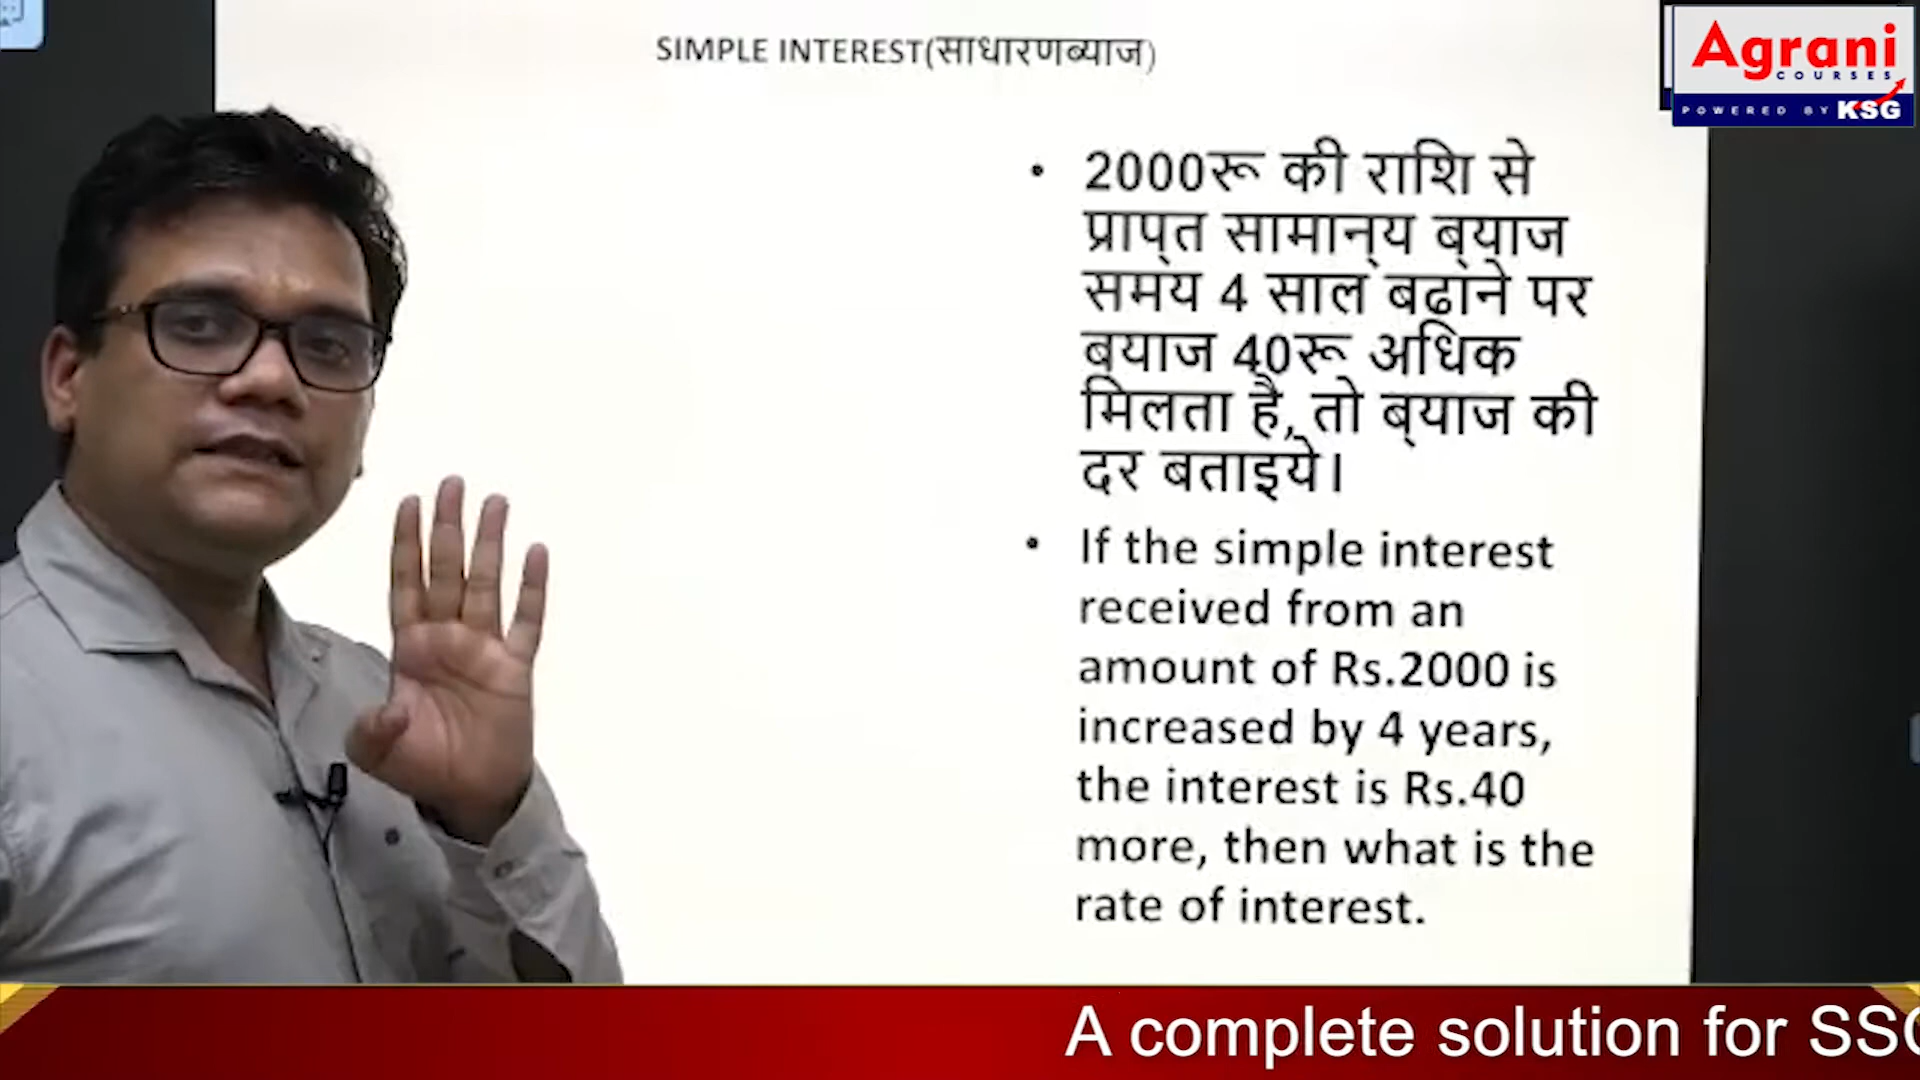 SIMPLE INTEREST(साधारणब्याज)
Agrani
COURSES
POWERED BY KSG
• 2000रू की राशि से
प्राप्त सामान्य ब्याज
समय 4 साल बढाने पर
बयाज 40रू अधिक
मिलता है, तो ब्याज की
दर बताइये।
• If the simple interest
received from an
amount of Rs.2000 is
increased by 4 years,
the interest is Rs.40
more, then what is the
rate of interest.
A complete solution for SSC